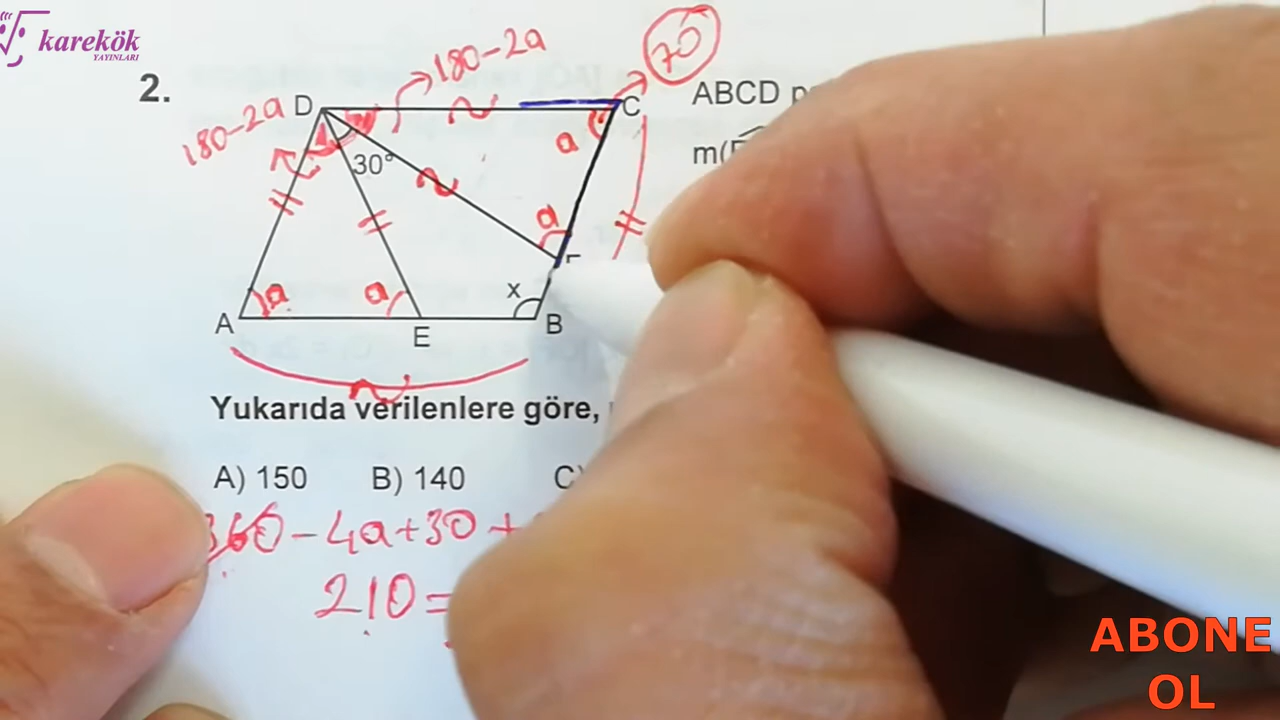 karekök
YAYINLARI
2.
180-2a
180-2a
70
D
C
ABCD
30°
a
a
a
a
x
A
E
B
Yukarıda verilenlere göre,
A) 150 B) 140 C)
360-4a+30+
210=
ABONE
OL